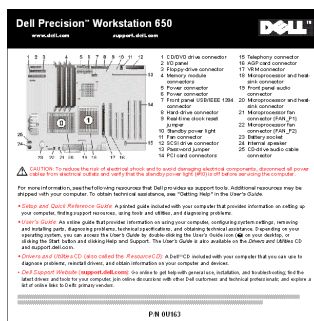 Dell Precision™ Workstation 650
www.dell.com support.dell.com
DELL™
1 CD/DVD drive connector
2 I/O panel
3 Floppy-drive connector
4 Memory module connectors
5 Power connector
6 Power connector
7 Front panel USB/IEEE 1394 connector
8 Hard-drive connector
9 Real-time clock reset jumper
10 Standby power light
11 Fan connector
12 SCSI drive connector
13 Password jumper
14 PCI card connectors
15 Telephony connector
16 AGP card connector
17 VRM connector
18 Microprocessor and heat-sink connector
19 Front panel audio connector
20 Microprocessor and heat-sink connector
21 Microprocessor fan connector (FAN_P1)
22 Microprocessor fan connector (FAN_P2)
23 Battery socket
24 Internal speaker
25 CD-drive audio cable connector
CAUTION: To reduce the risk of electrical shock and to avoid damaging electronic components, disconnect all power cables from electrical outlets and verify that the standby power light
is off before servicing the computer.
For more information, see the following resources that Dell provides as support tools. Additional resources may be shipped with your computer. To obtain technical assistance, see "Getting Help" in the User's Guide.
• Setup and Quick Reference Guide A printed guide included with your computer that provides information on setting up your computer, finding support resources, using tools and utilities, and diagnosing problems.
• User's Guide An online guide that provides information on using your computer, configuring system settings, removing and installing parts, diagnosing problems, technical specifications, and obtaining technical assistance. Depending on your operating system, you can access the User's Guide by double-clicking the User's Guide icon on your desktop, or clicking the Start button and clicking Help and Support. The User's Guide is also available on the Drivers and Utilities CD and support.dell.com.
• Drivers and Utilities CD (also called the ResourceCD) A Dell™ CD included with your computer that you can use to diagnose problems, reinstall drivers, and obtain information on your computer and devices.
• Dell Support Website (support.dell.com) Go online to get help with general use, installation, and troubleshooting; find the latest drivers and tools for your computer; join online discussions with other Dell customers and technical professionals; and explore a list of online links to Dell's primary vendors.
P/N 0U163